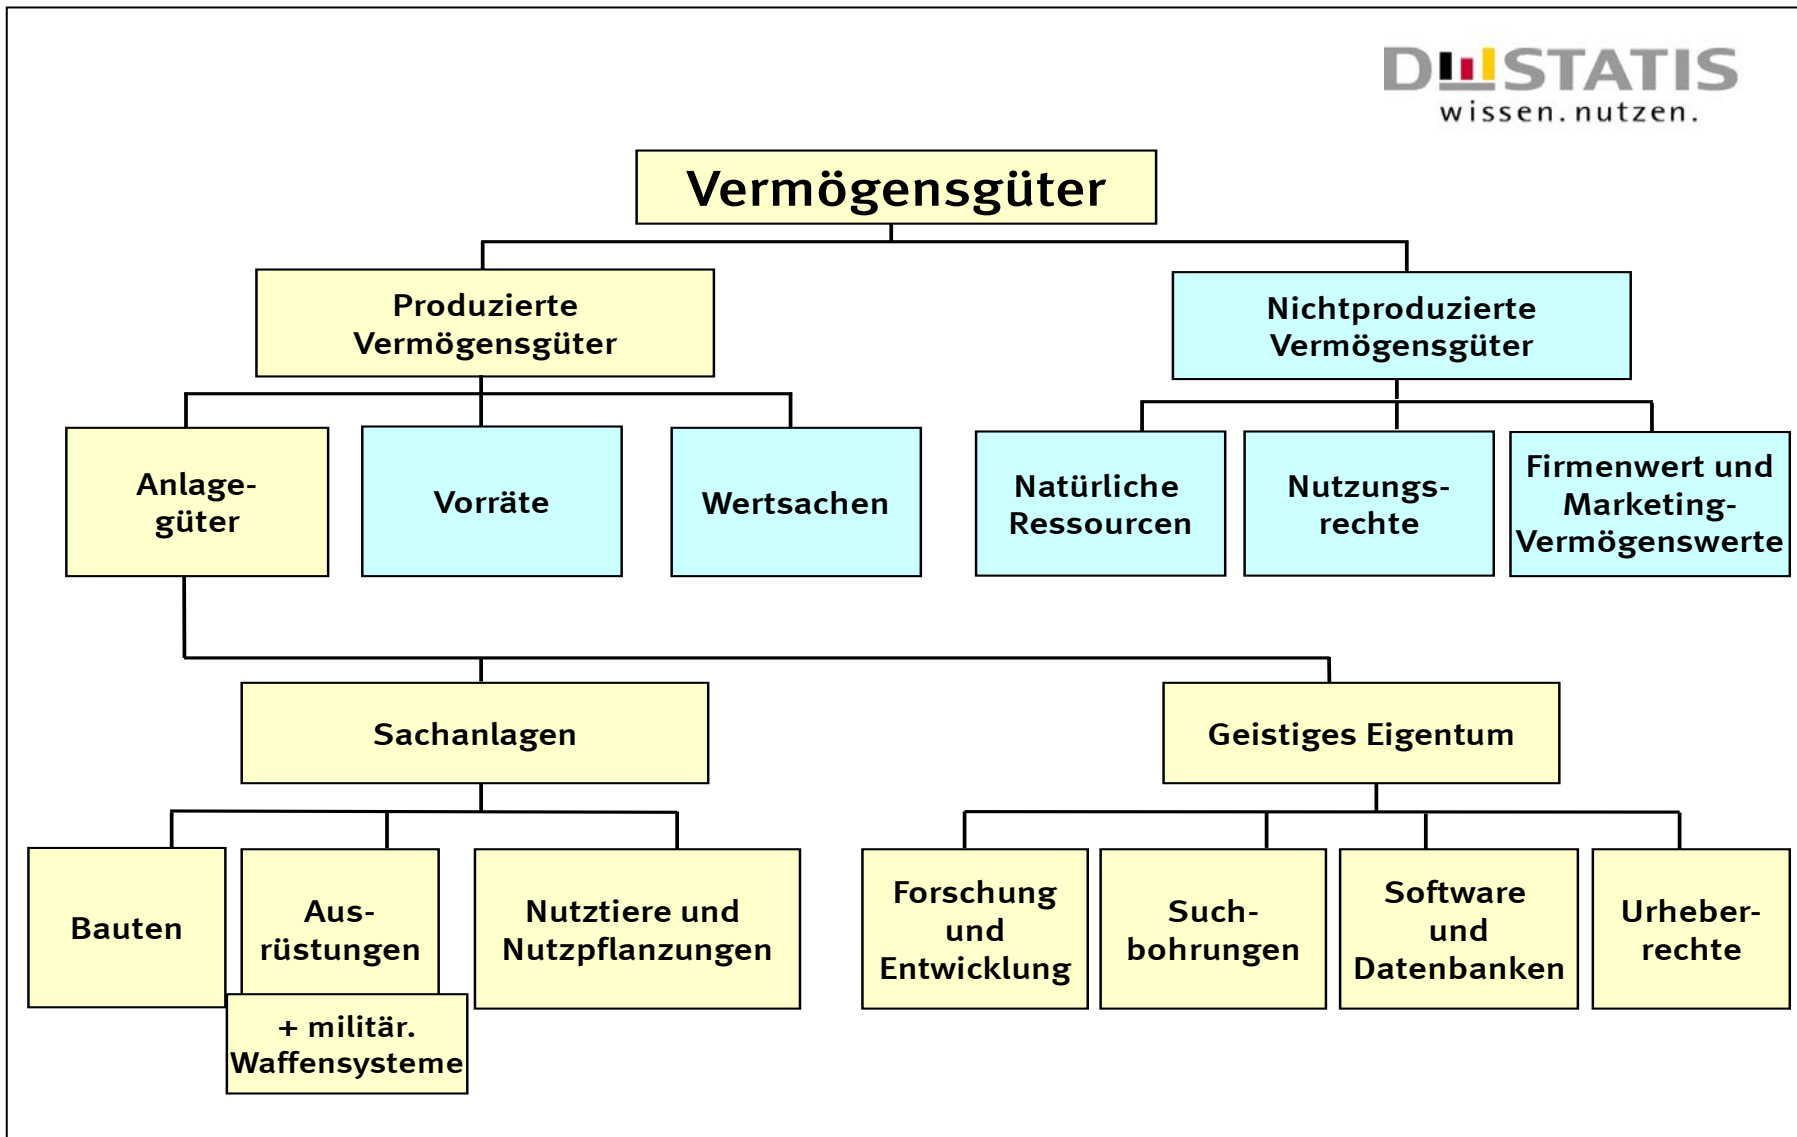 DESTATIS
wissen.nutzen.
Vermögensgüter
Produzierte
Vermögensgüter
Nichtproduzierte
Vermögensgüter
Anlage-
güter
Vorräte
Wertsachen
Natürliche
Ressourcen
Nutzungs-
rechte
Firmenwert und
Marketing-
Vermögenswerte
Sachanlagen
Geistiges Eigentum
Bauten
Aus-
rüstungen
+ militär.
Waffensysteme
Nutztiere und
Nutzpflanzungen
Forschung
und
Entwicklung
Such-
bohrungen
Software
und
Datenbanken
Urheber-
rechte